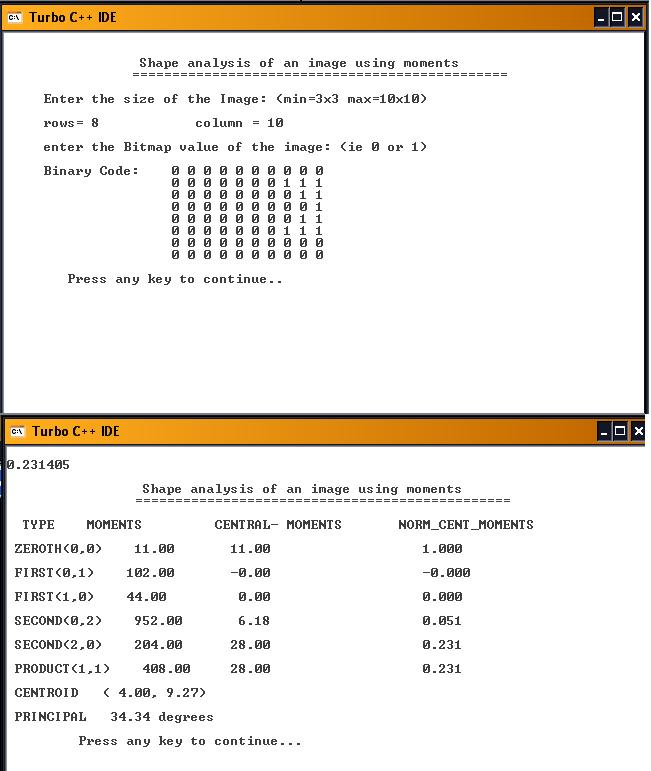 Turbo C++ IDE
Shape analysis of an image using moments
===============================================
Enter the size of the Image: (min=3x3 max=10x10)
rows= 8 column = 10
enter the Bitmap value of the image: (ie 0 or 1)
Binary Code: 0 0 0 0 0 0 0 0 0 0
0 0 0 0 0 0 0 1 1 1
0 0 0 0 0 0 0 0 1 1
0 0 0 0 0 0 0 0 0 1
0 0 0 0 0 0 0 0 1 1
0 0 0 0 0 0 0 1 1 1
0 0 0 0 0 0 0 0 0 0
0 0 0 0 0 0 0 0 0 0
Press any key to continue..
Turbo C++ IDE
0.231405
Shape analysis of an image using moments
===============================================
TYPE MOMENTS CENTRAL- MOMENTS NORM_CENT_MOMENTS
ZEROTH(0,0) 11.00 11.00 1.000
FIRST(0,1) 102.00 -0.00 -0.000
FIRST(1,0) 44.00 0.00 0.000
SECOND(0,2) 952.00 6.18 0.051
SECOND(2,0) 204.00 28.00 0.231
PRODUCT(1,1) 408.00 28.00 0.231
CENTROID ( 4.00, 9.27)
PRINCIPAL 34.34 degrees
Press any key to continue...